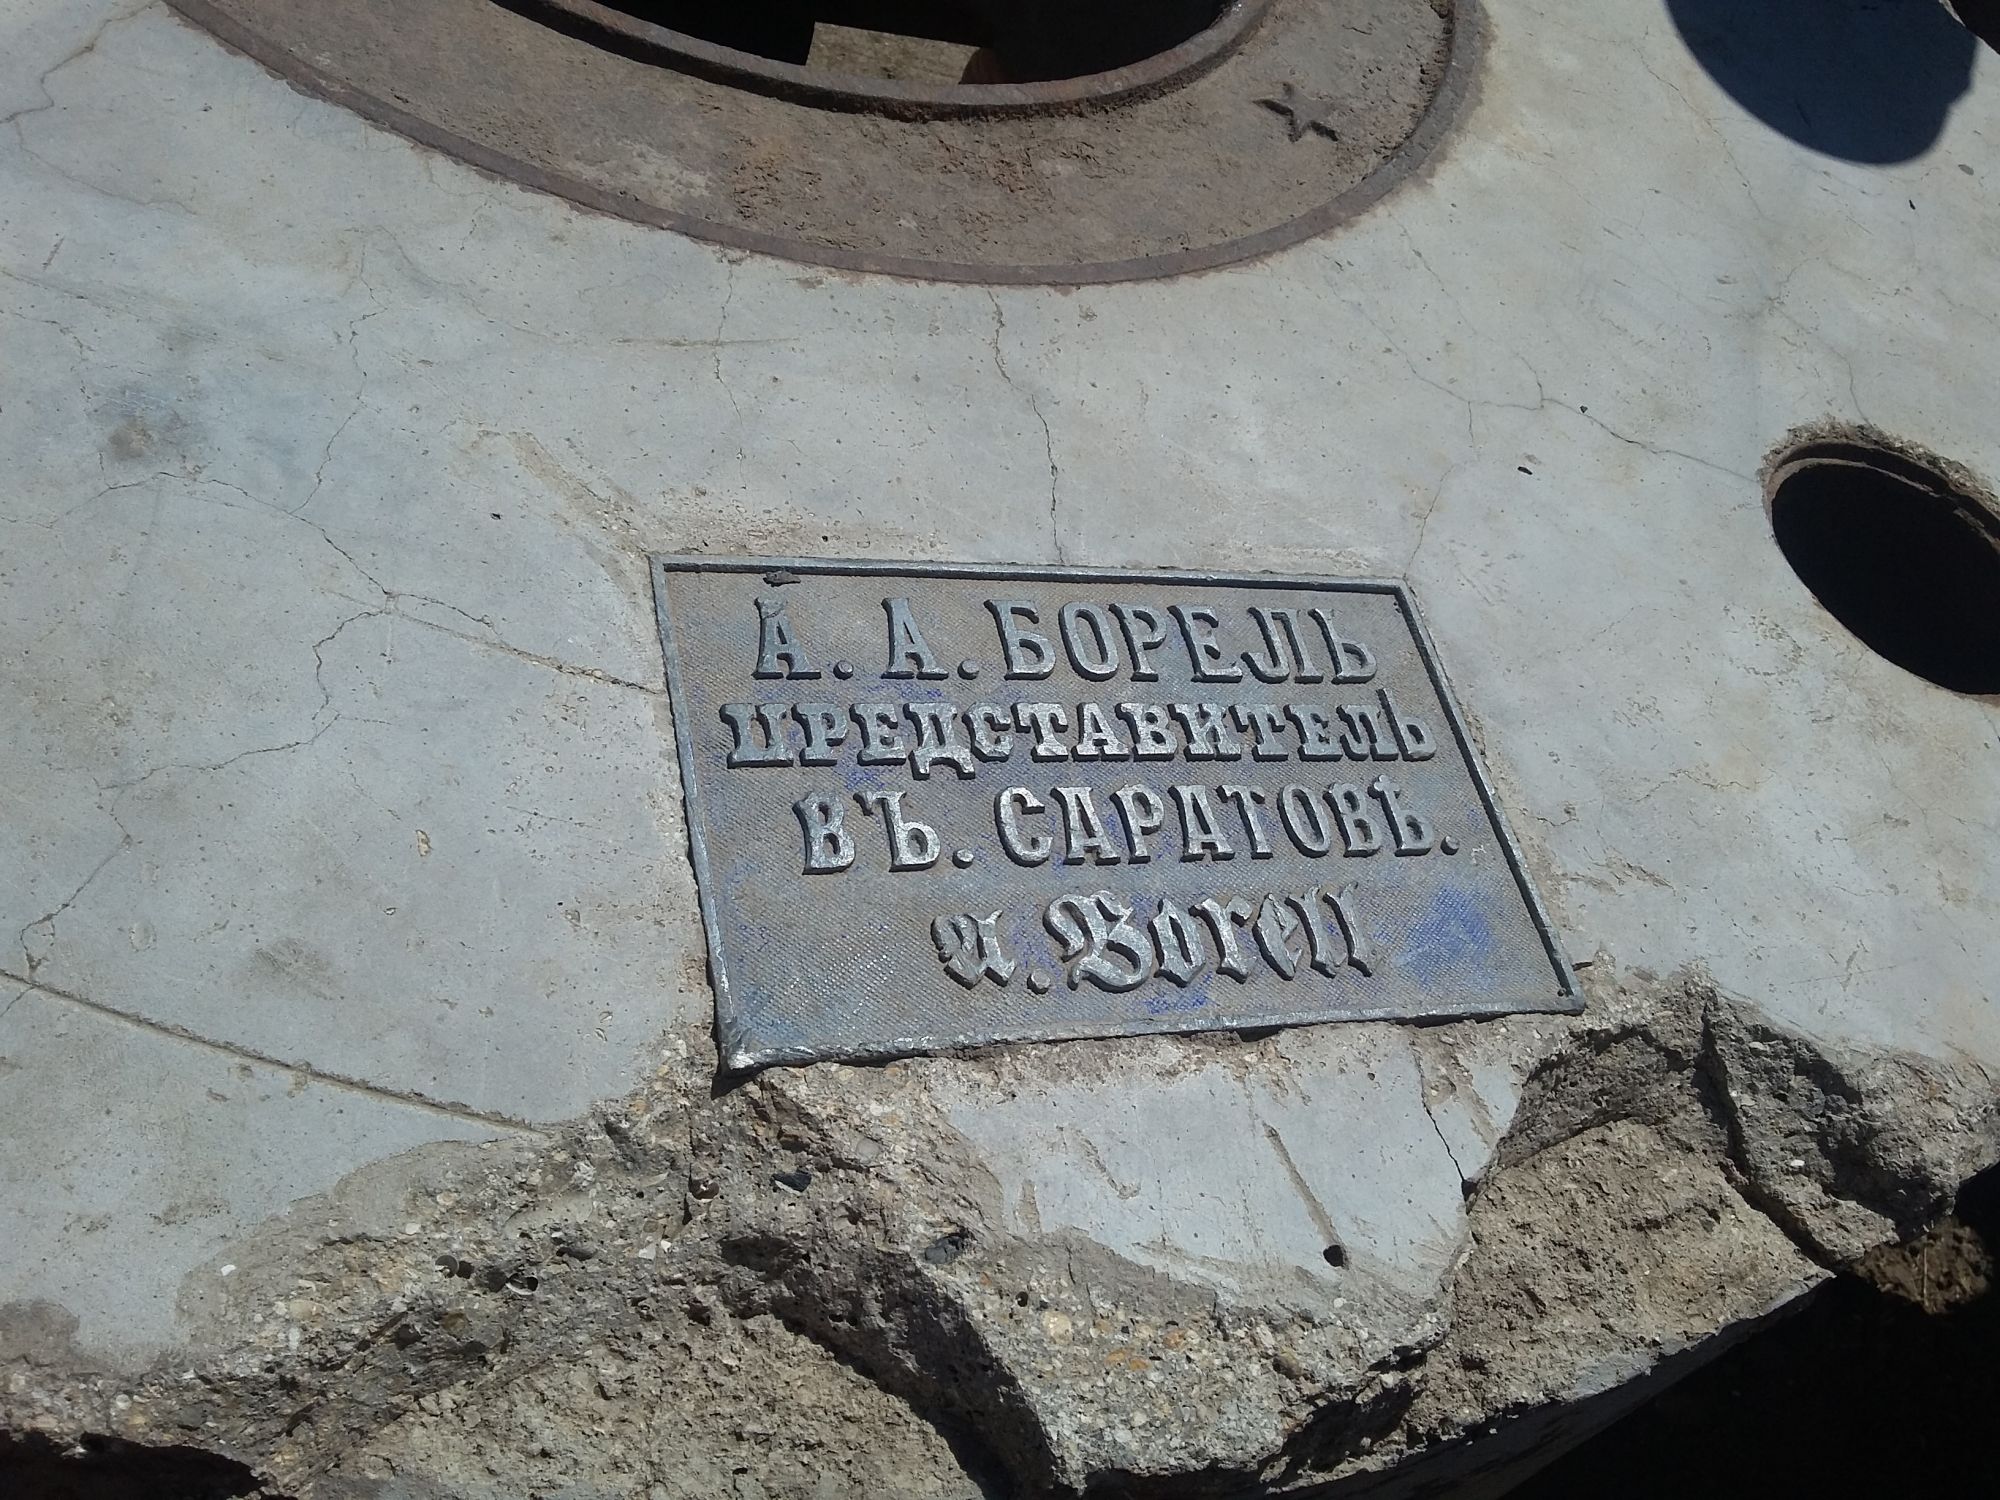 А. А. БОРЕЛЬ
ПРЕДСТАВИТЕЛЬ
ВЪ. САРАТОВѢ.
A. Borell